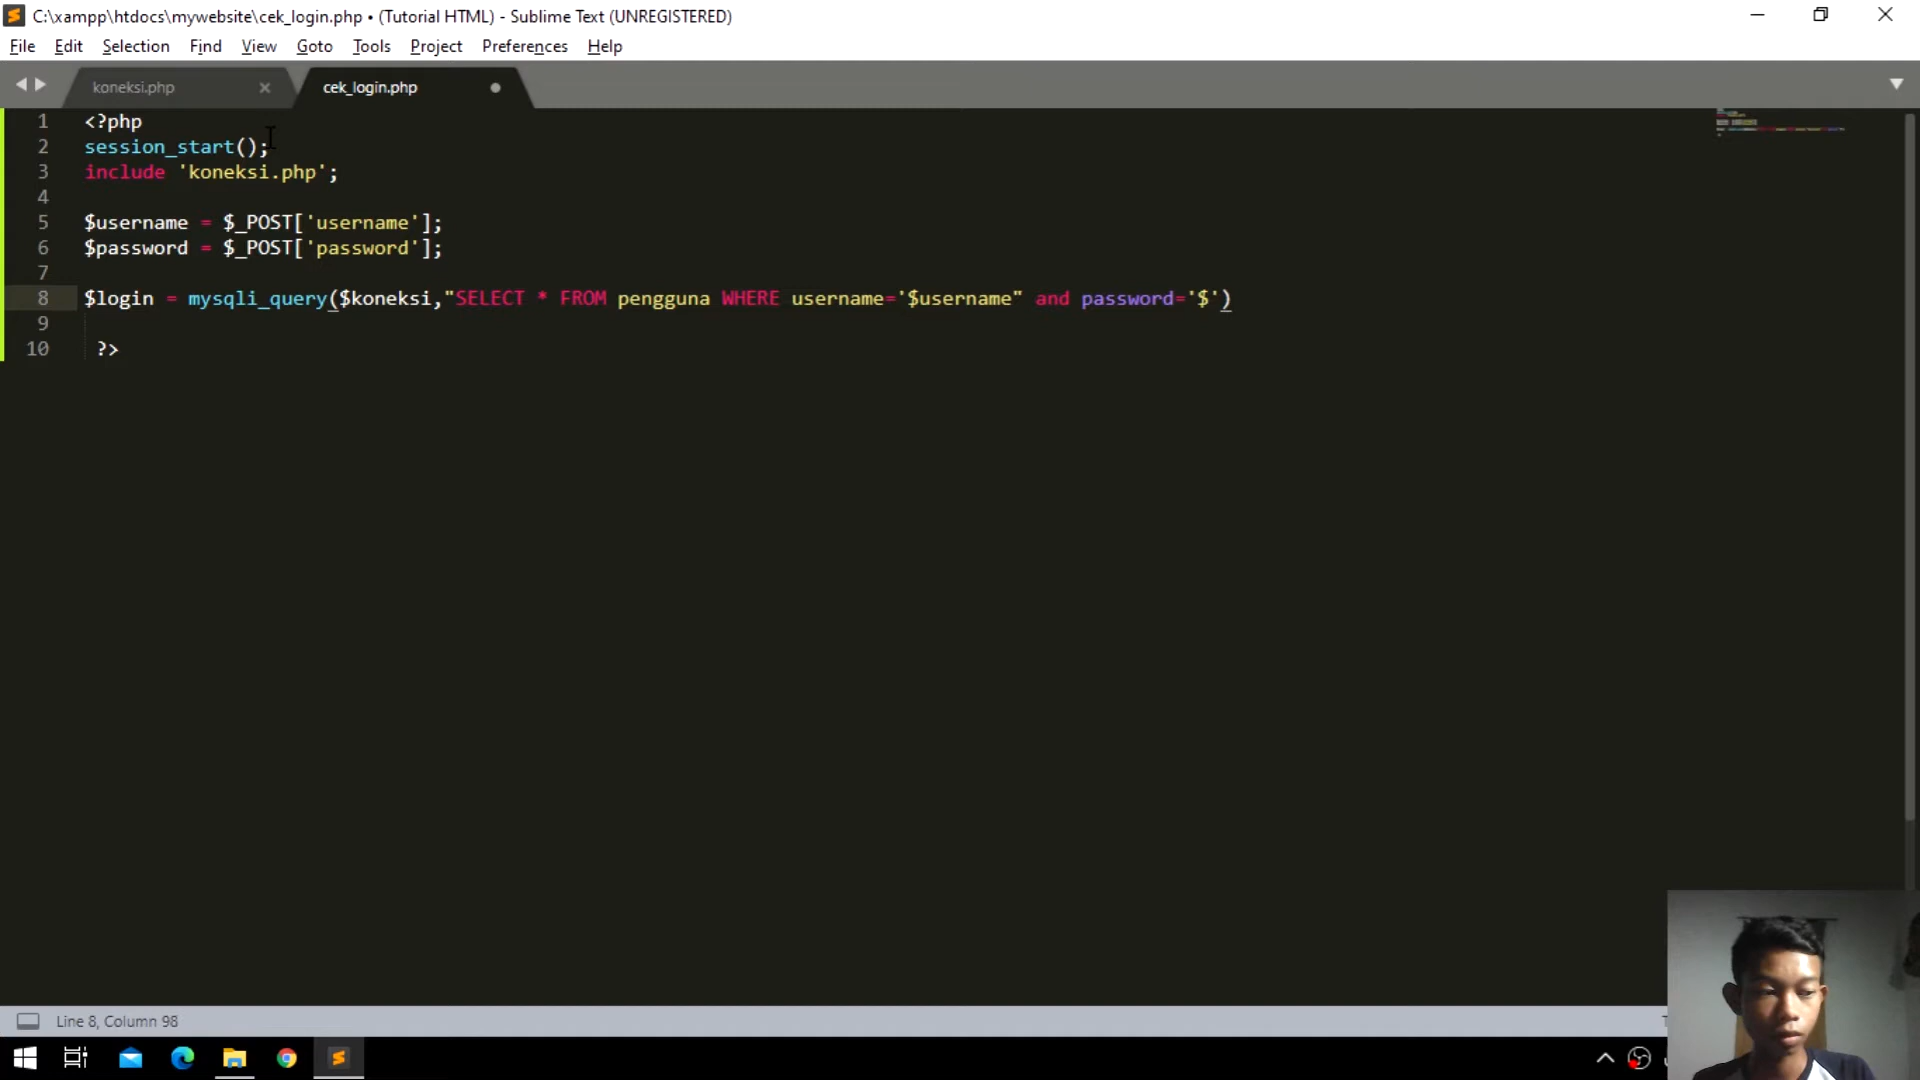 C:\xampp\htdocs\mywebsite\cek_login.php • (Tutorial HTML) - Sublime Text (UNREGISTERED)
File Edit Selection Find View Goto Tools Project Preferences Help
koneksi.php cek_login.php
1 <?php
2 session_start();
3 include 'koneksi.php';
4
5 $username = $_POST['username'];
6 $password = $_POST['password'];
7
8 $login = mysqli_query($koneksi,"SELECT * FROM pengguna WHERE username='$username" and password='$')
9
10 ?>
Line 8, Column 98